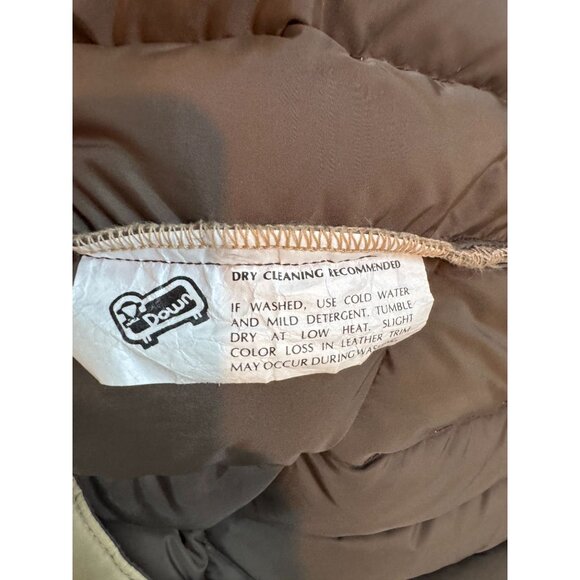 Down
DRY CLEANING RECOMMENDED
IF WASHED, USE COLD WATER
AND MILD DETERGENT. TUMBLE
DRY AT LOW HEAT. SLIGHT
COLOR LOSS IN LEATHER TRIM
MAY OCCUR DURING